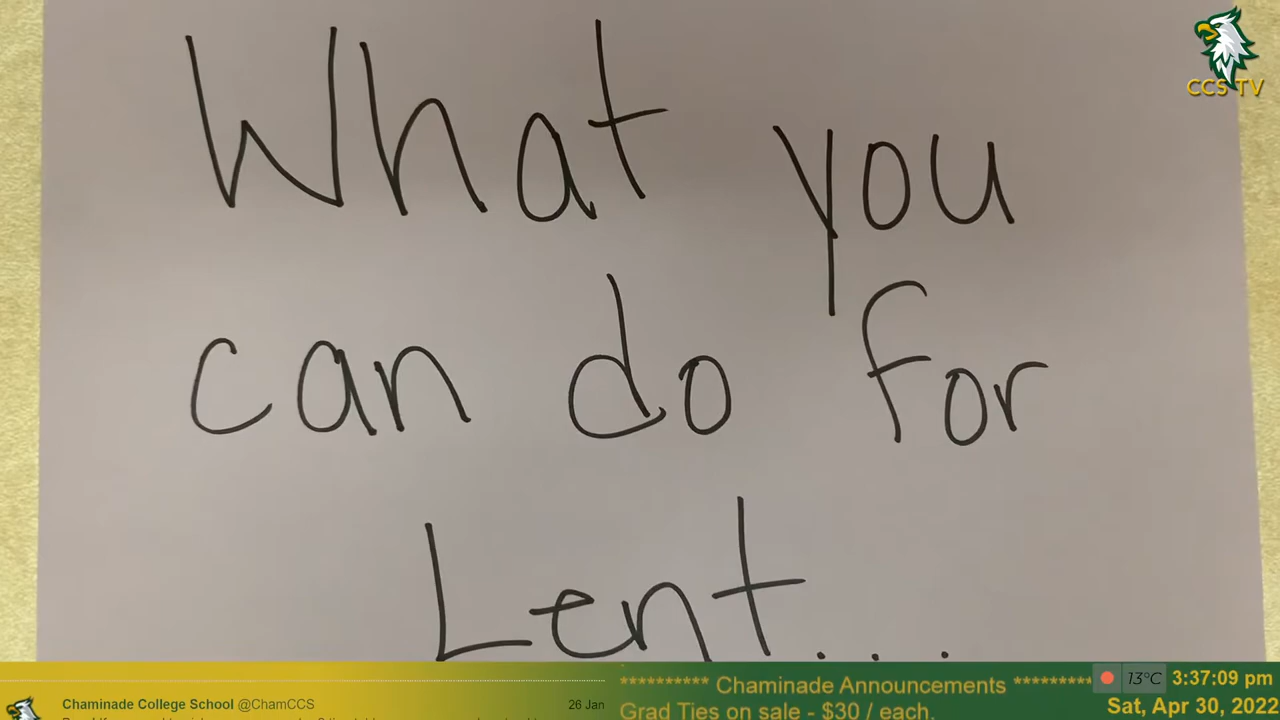 What you
can do for
Lent...
CCS TV
Chaminade College School @ChamCCS
26 Jan
********** Chaminade Announcements ********
Grad Ties on sale - $30 / each.
13°C
3:37:09 pm
Sat, Apr 30, 2022